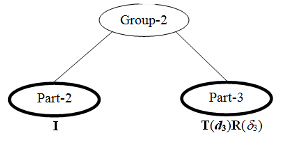 Group-2
Part-2
Part-3
I
T(d₃)R(δ₃)